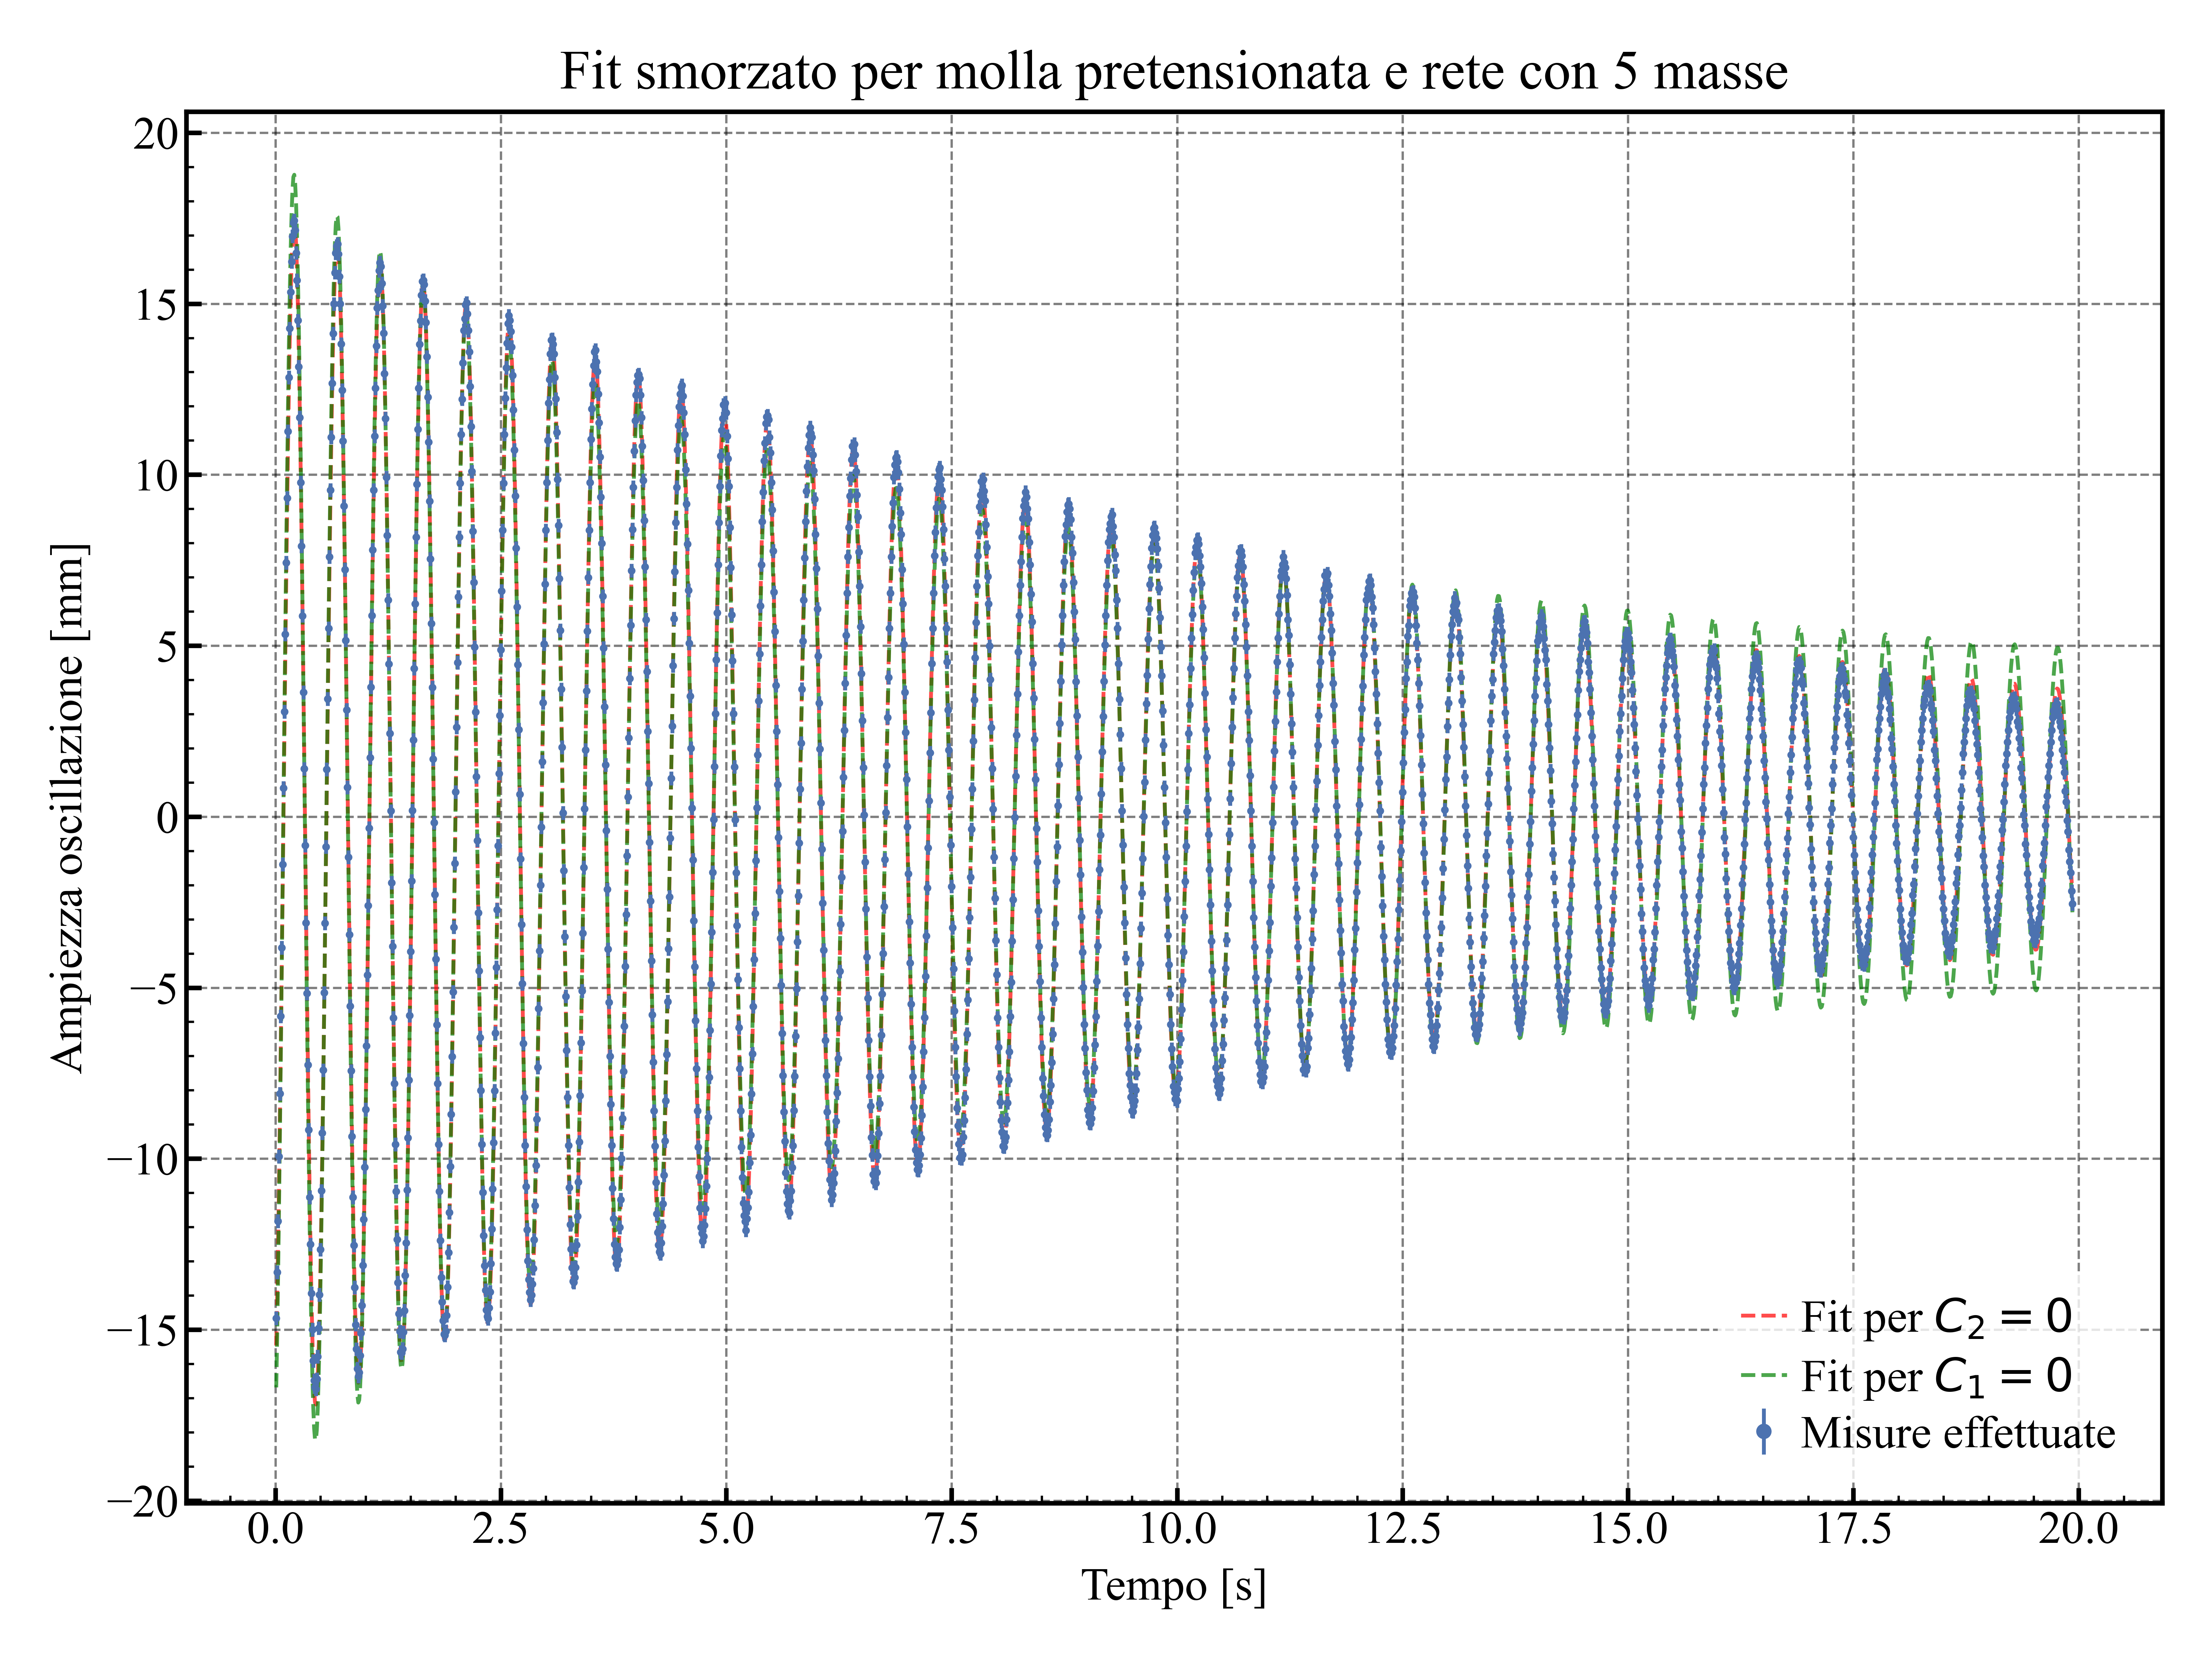 Fit smorzato per molla pretensionata e rete con 5 masse
Ampiezza oscillazione [mm]
20
15
10
5
0
−5
−10
−15
−20
Fit per C₂ = 0
Fit per C₁ = 0
Misure effettuate
0.0 2.5 5.0 7.5 10.0 12.5 15.0 17.5 20.0
Tempo [s]